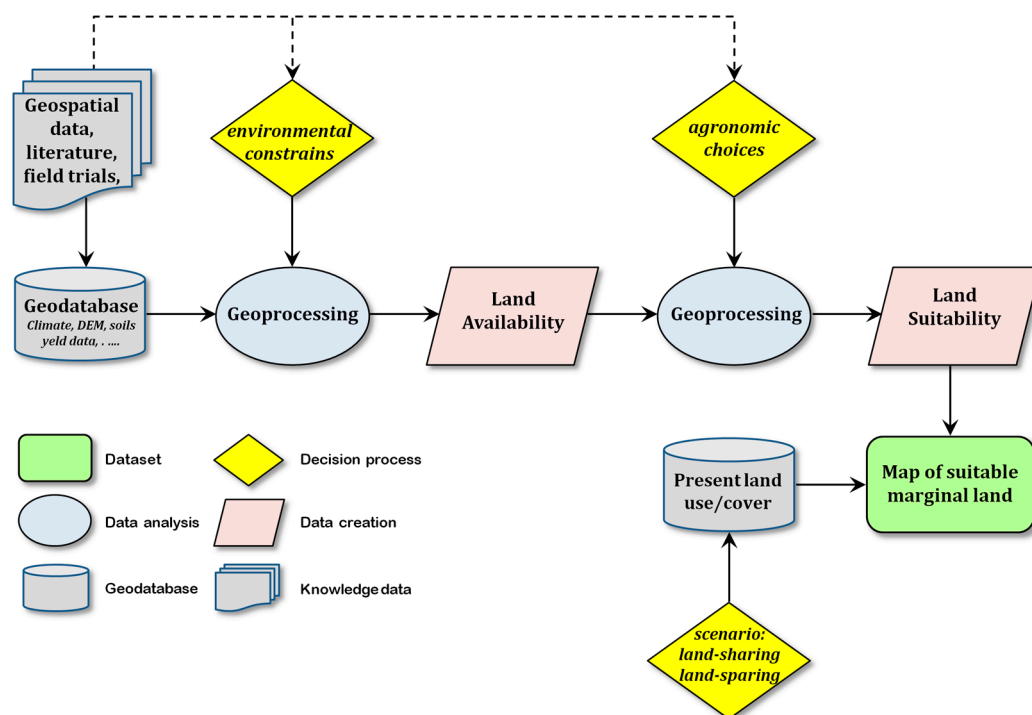 Geospatial
data,
literature,
field trials,
environmental
constrains
agronomic
choices
Geodatabase
Climate, DEM, soils
yeld data, . ....
Geoprocessing
Land
Availability
Geoprocessing
Land
Suitability
Dataset
Decision process
Present land
use/cover
Map of suitable
marginal land
Data analysis
Data creation
Geodatabase
Knowledge data
scenario:
land-sharing
land-sparing